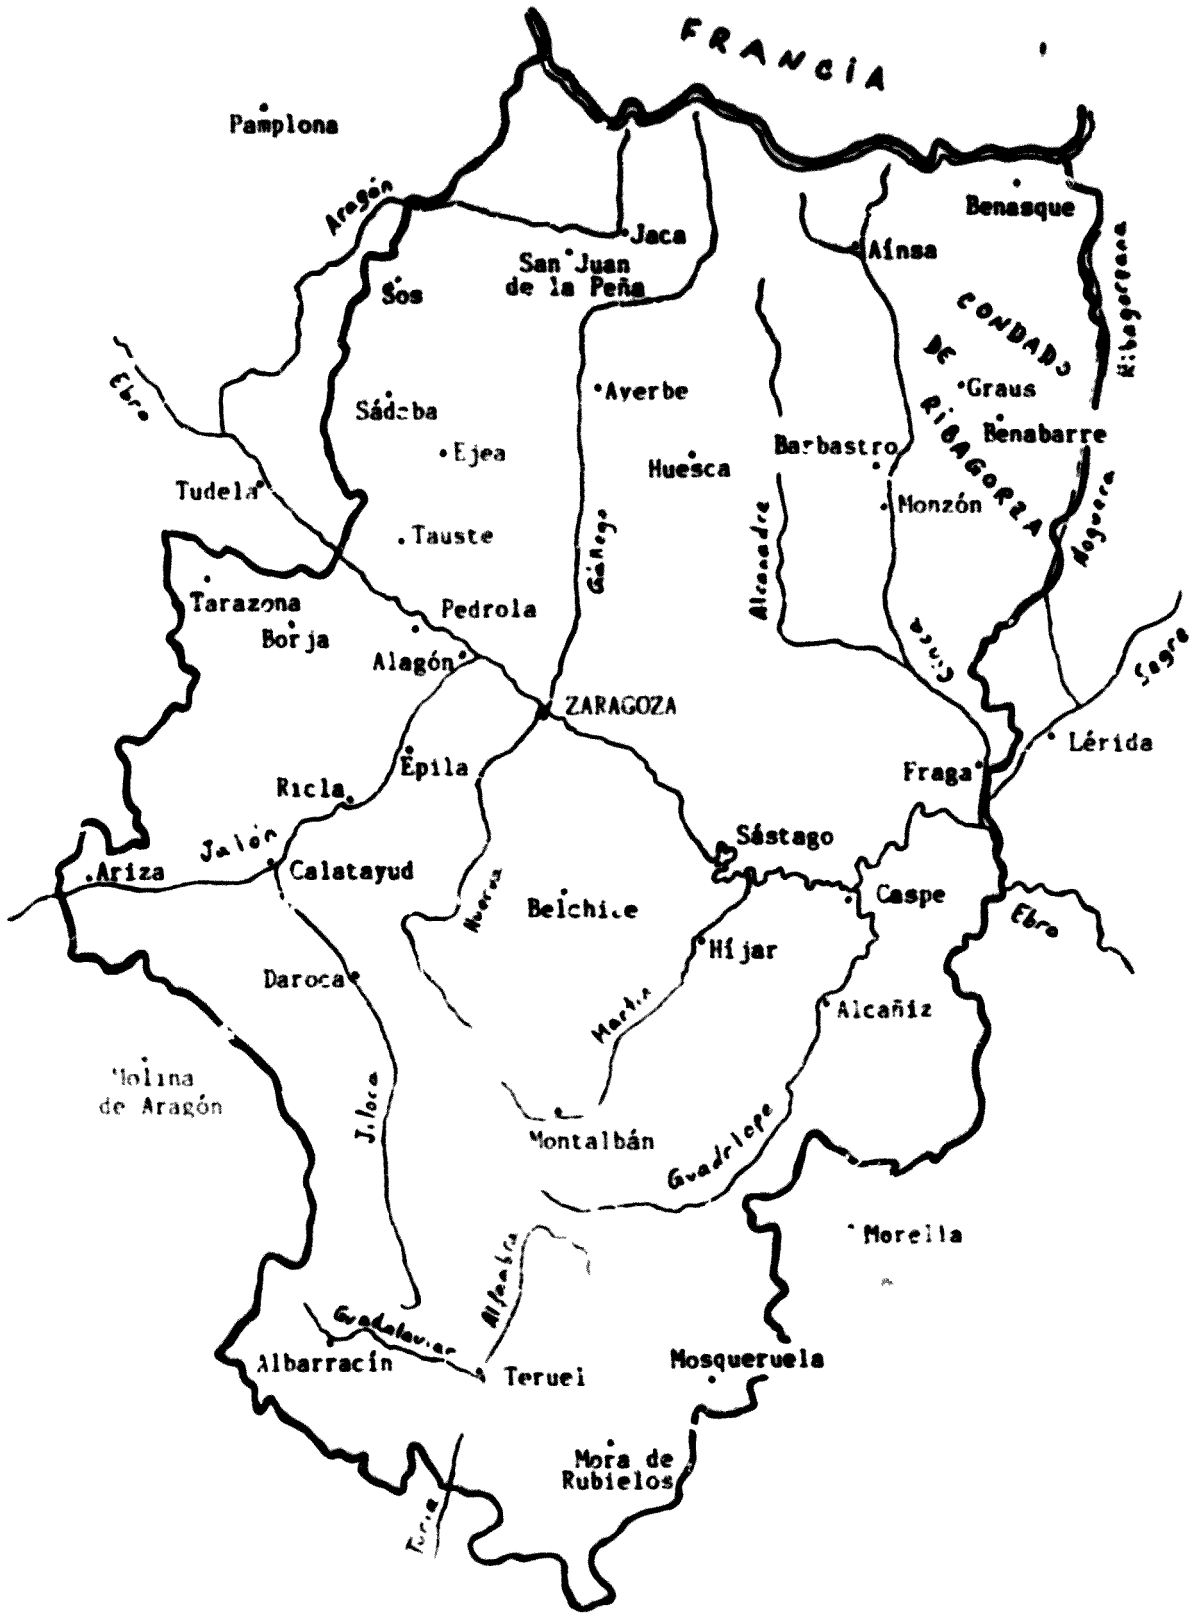 FRANCIA
Pamplona
Aragón
Jaca
San Juan
de la Peña
Benasque
Aínsa
Sos
CONDADO
DE
RIBAGORZA
Ribagorzana
Ebro
Sádaba
Ayerbe
Graus
Benabarre
Ejea
Huesca
Barbastro
Tudela
Monzón
Tauste
Gállego
Alcanadre
Noguera
Tarazona
Borja
Pedrola
Alagón
Cinca
Segre
ZARAGOZA
Lérida
Épila
Fraga
Ricla
Jalón
Sástago
Ariza
Calatayud
Huerva
Belchite
Caspe
Ebro
Híjar
Daroca
Martín
Alcañiz
Molina
de Aragón
Jiloca
Montalbán
Guadalope
Morella
Alfambra
Guadalaviar
Albarracín
Teruel
Mosqueruela
Mora de
Rubielos
Turia